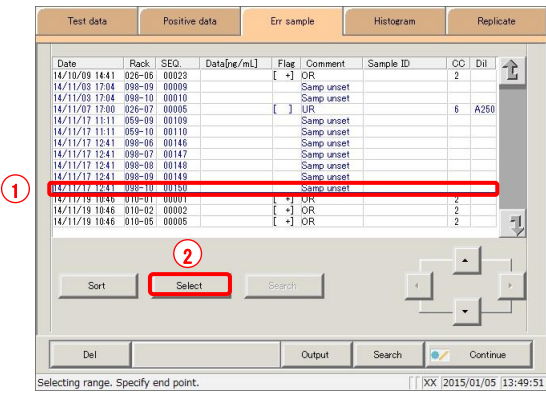 Test data Positive data Err sample Histogram Replicate
Date Rack SEQ. Data[ng/mL] Flag Comment Sample ID CC Dil
14/10/09 14:41 026-06 00023 [ +] OR 2
14/11/03 17:04 098-09 00009 Samp unset
14/11/03 17:04 098-10 00010 Samp unset
14/11/07 17:00 026-07 00005 [ ] UR 6 A250
14/11/17 11:11 059-09 00109 Samp unset
14/11/17 11:11 059-10 00110 Samp unset
14/11/17 12:41 098-06 00146 Samp unset
14/11/17 12:41 098-07 00147 Samp unset
14/11/17 12:41 098-08 00148 Samp unset
14/11/17 12:41 098-09 00149 Samp unset
① 14/11/17 12:41 098-10 00150 Samp unset
14/11/19 10:46 010-01 00001 [ +] OR 2
14/11/19 10:46 010-02 00002 [ +] OR 2
14/11/19 10:46 010-05 00005 [ +] OR 2
②
Sort Select Search
Del Output Search Continue
Selecting range. Specify end point. XX 2015/01/05 13:49:51